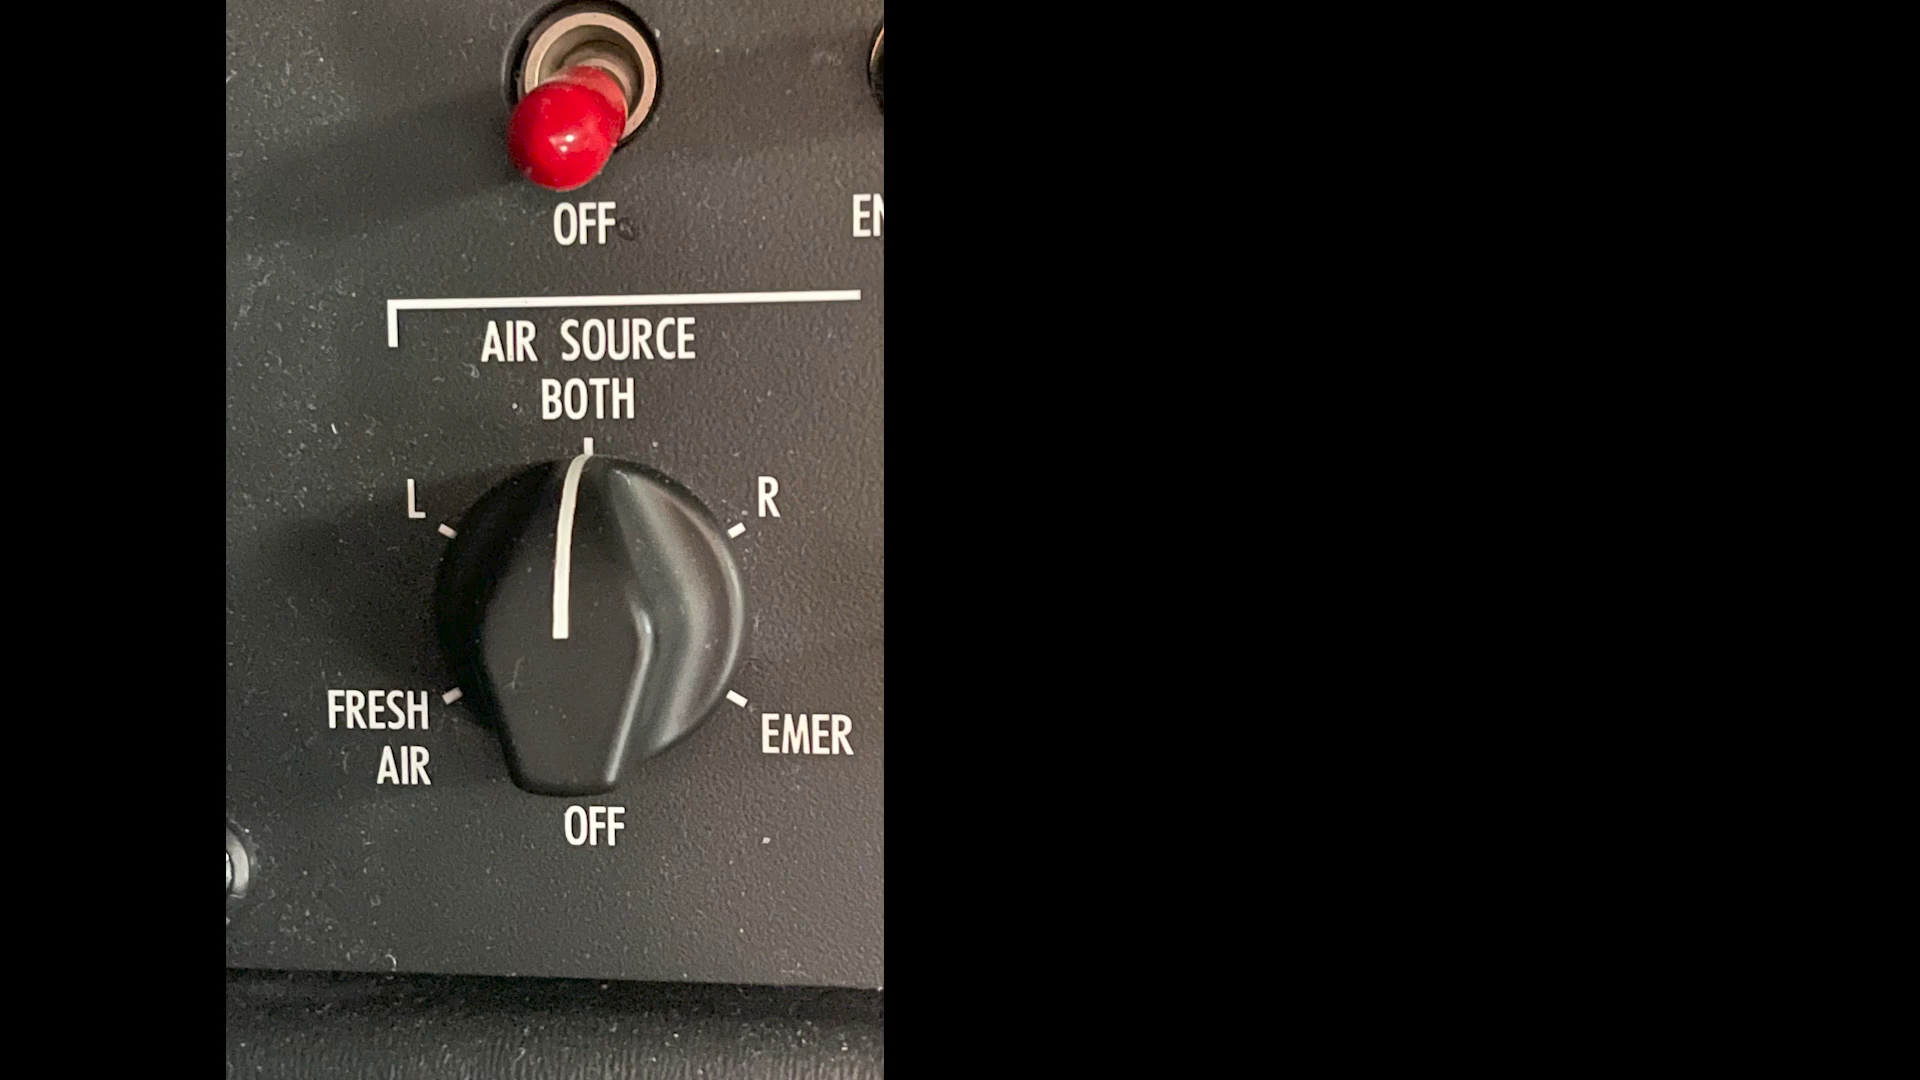 OFF
AIR SOURCE
BOTH
L
R
FRESH
AIR
EMER
OFF